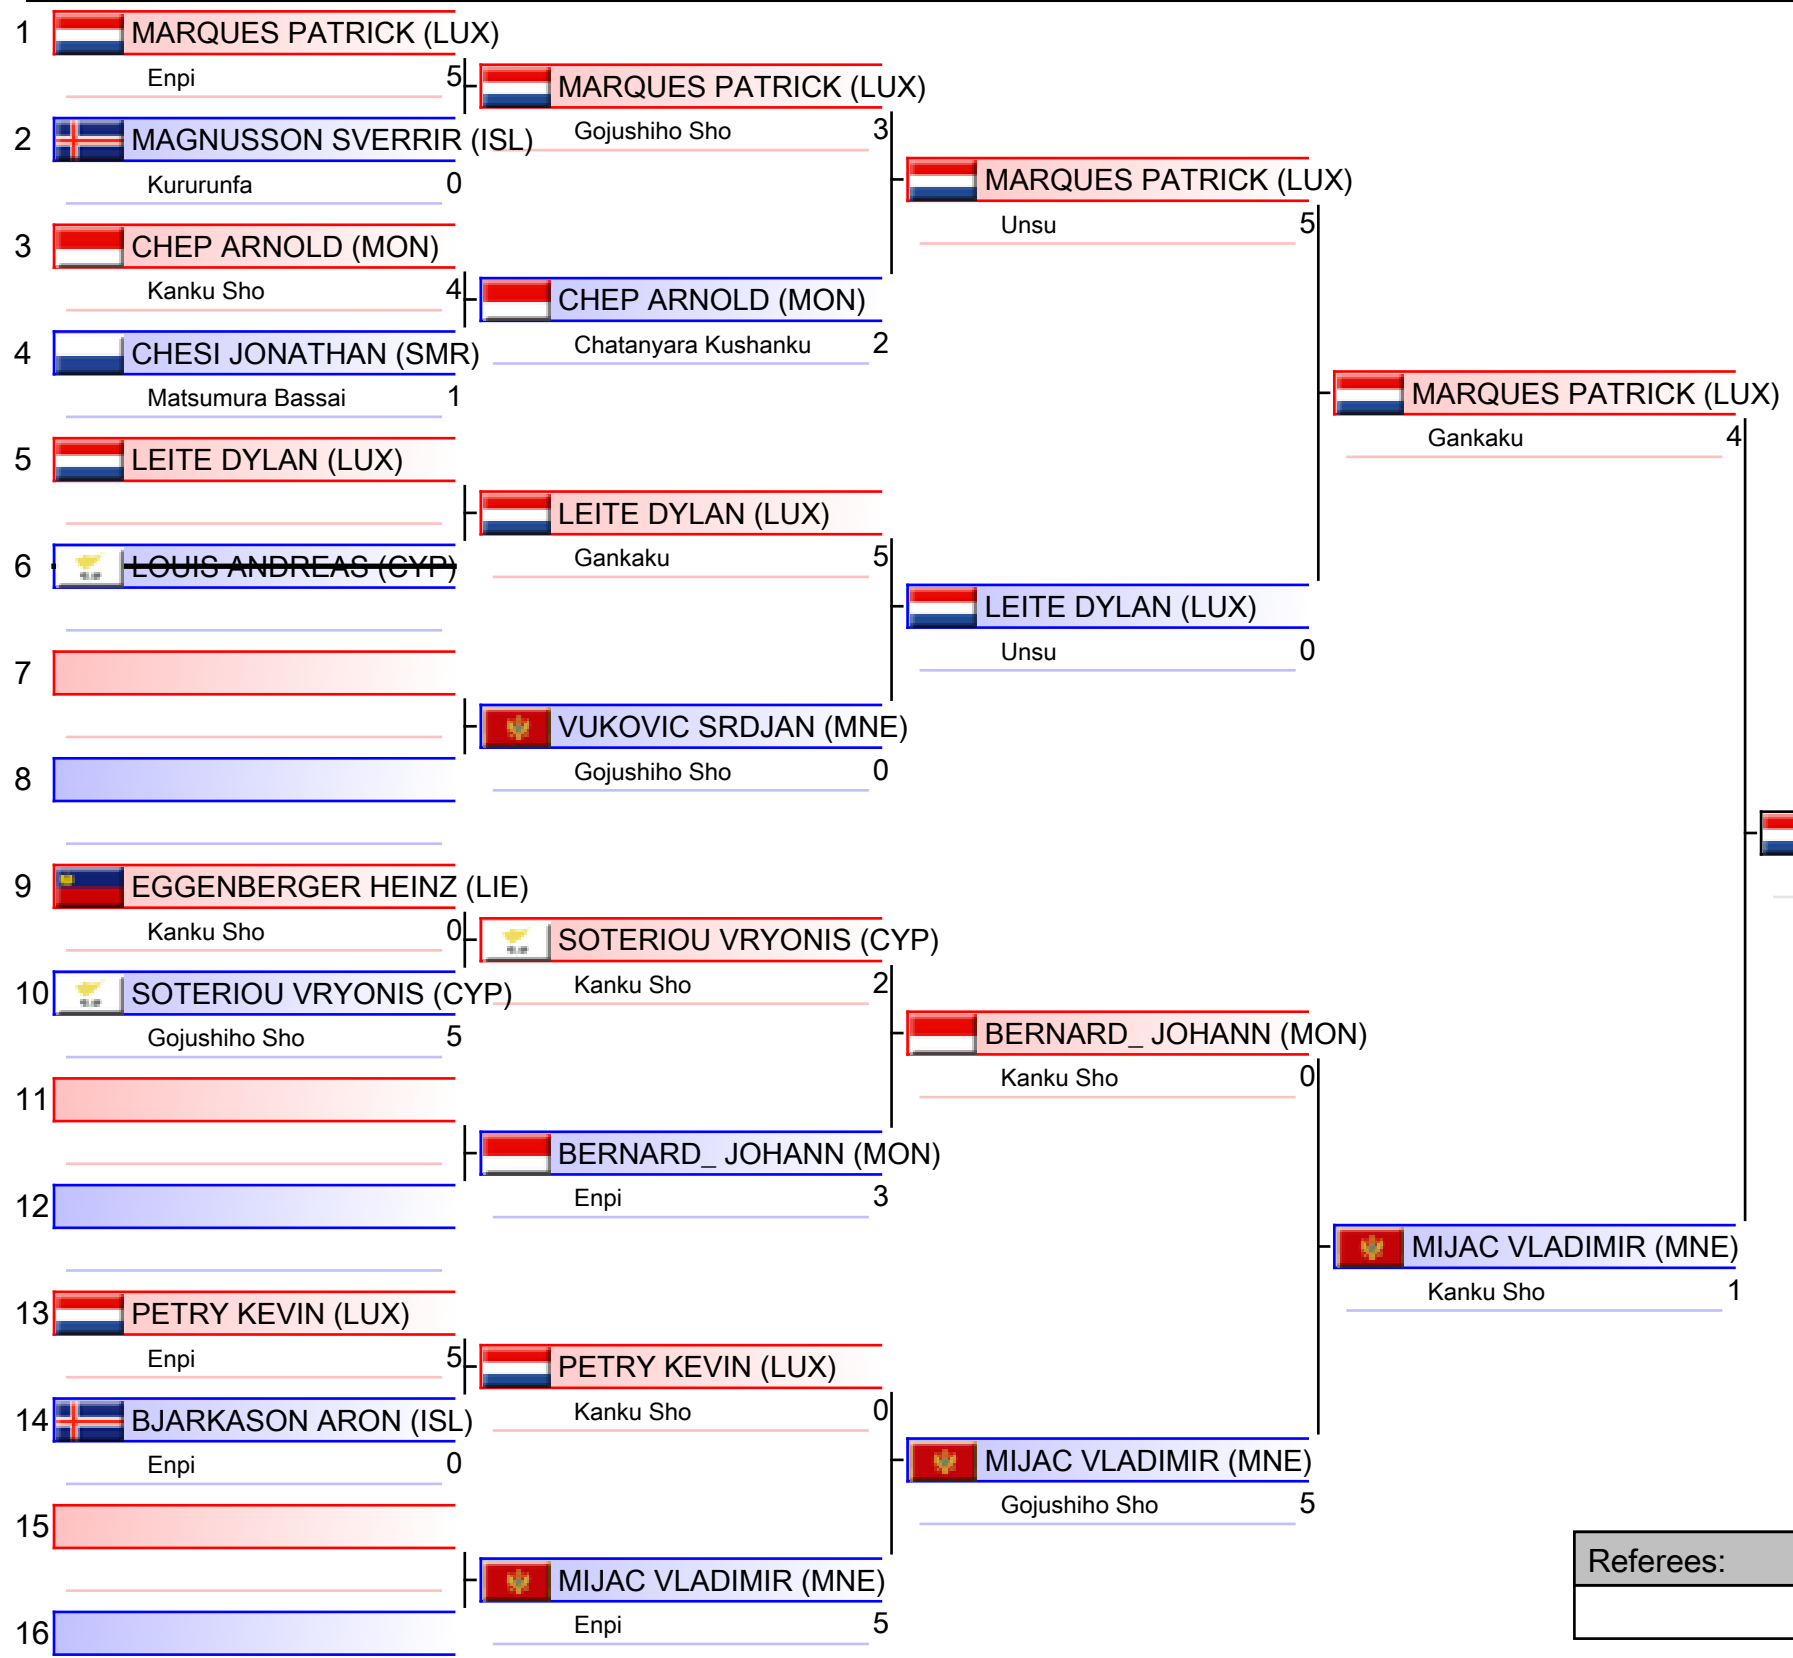 1 MARQUES PATRICK (LUX)
Enpi 5
MARQUES PATRICK (LUX)
Gojushiho Sho 3
2 MAGNUSSON SVERRIR (ISL)
Kururunfa 0
MARQUES PATRICK (LUX)
Unsu 5
3 CHEP ARNOLD (MON)
Kanku Sho 4
CHEP ARNOLD (MON)
Chatanyara Kushanku 2
4 CHESI JONATHAN (SMR)
Matsumura Bassai 1
MARQUES PATRICK (LUX)
Gankaku 4
5 LEITE DYLAN (LUX)
LEITE DYLAN (LUX)
Gankaku 5
6 LOUIS ANDREAS (CYP)
LEITE DYLAN (LUX)
Unsu 0
7
VUKOVIC SRDJAN (MNE)
Gojushiho Sho 0
8
9 EGGENBERGER HEINZ (LIE)
Kanku Sho 0
SOTERIOU VRYONIS (CYP)
Kanku Sho 2
10 SOTERIOU VRYONIS (CYP)
Gojushiho Sho 5
BERNARD_ JOHANN (MON)
Kanku Sho 0
11
BERNARD_ JOHANN (MON)
Enpi 3
12
MIJAC VLADIMIR (MNE)
Kanku Sho 1
13 PETRY KEVIN (LUX)
Enpi 5
PETRY KEVIN (LUX)
Kanku Sho 0
14 BJARKASON ARON (ISL)
Enpi 0
MIJAC VLADIMIR (MNE)
Gojushiho Sho 5
15
MIJAC VLADIMIR (MNE)
Enpi 5
16
Referees: